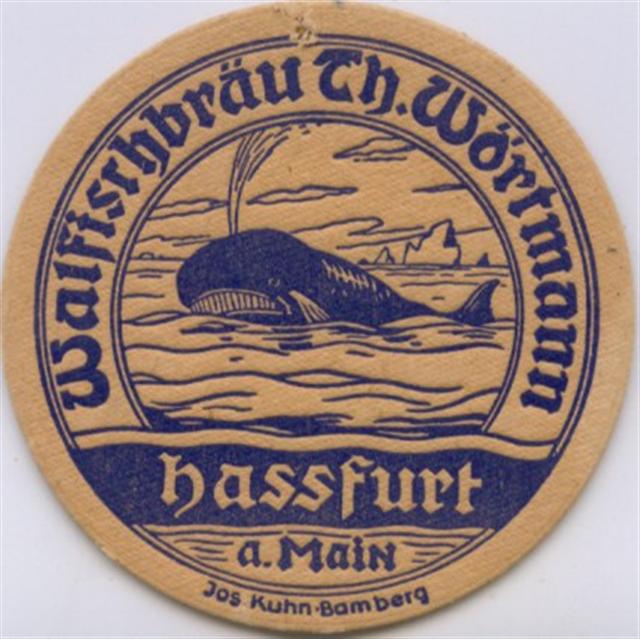 Walfischbräu Th. Wörtmann
hassfurt
a. Main
Jos. Kuhn-Bamberg